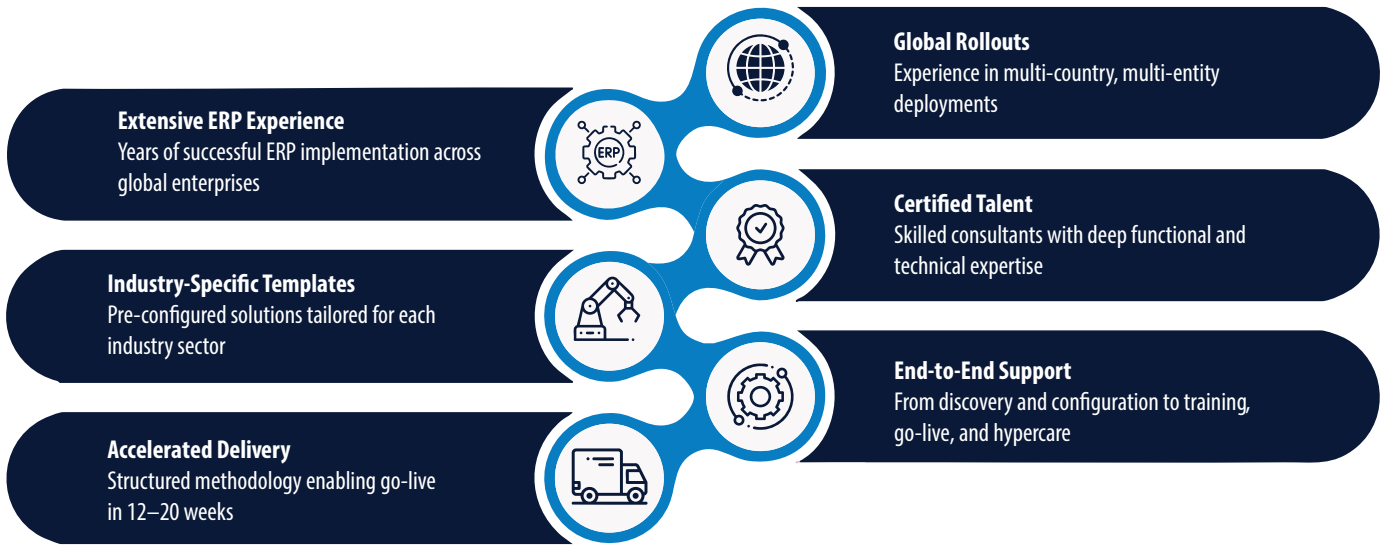 Global Rollouts
Experience in multi-country, multi-entity
deployments
Extensive ERP Experience
Years of successful ERP implementation across
global enterprises
ERP
Certified Talent
Skilled consultants with deep functional and
technical expertise
Industry-Specific Templates
Pre-configured solutions tailored for each
industry sector
End-to-End Support
From discovery and configuration to training,
go-live, and hypercare
Accelerated Delivery
Structured methodology enabling go-live
in 12–20 weeks